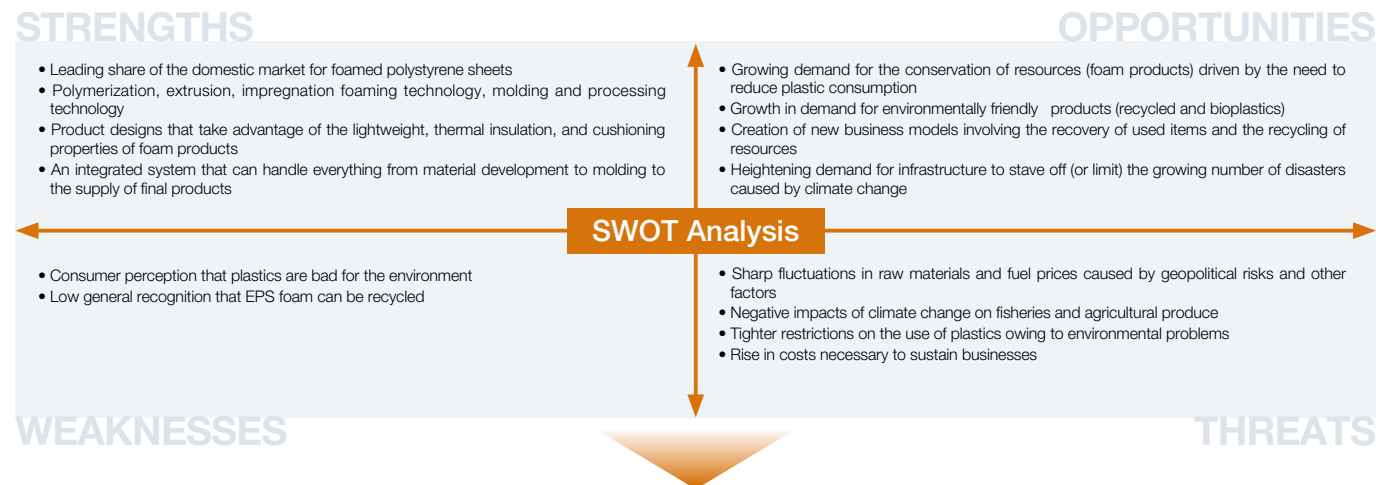 STRENGTHS
• Leading share of the domestic market for foamed polystyrene sheets
• Polymerization, extrusion, impregnation foaming technology, molding and processing
technology
• Product designs that take advantage of the lightweight, thermal insulation, and cushioning
properties of foam products
• An integrated system that can handle everything from material development to molding to
the supply of final products
OPPORTUNITIES
• Growing demand for the conservation of resources (foam products) driven by the need to
reduce plastic consumption
• Growth in demand for environmentally friendly products (recycled and bioplastics)
• Creation of new business models involving the recovery of used items and the recycling of
resources
• Heightening demand for infrastructure to stave off (or limit) the growing number of disasters
caused by climate change
SWOT Analysis
• Consumer perception that plastics are bad for the environment
• Low general recognition that EPS foam can be recycled
WEAKNESSES
• Sharp fluctuations in raw materials and fuel prices caused by geopolitical risks and other
factors
• Negative impacts of climate change on fisheries and agricultural produce
• Tighter restrictions on the use of plastics owing to environmental problems
• Rise in costs necessary to sustain businesses
THREATS